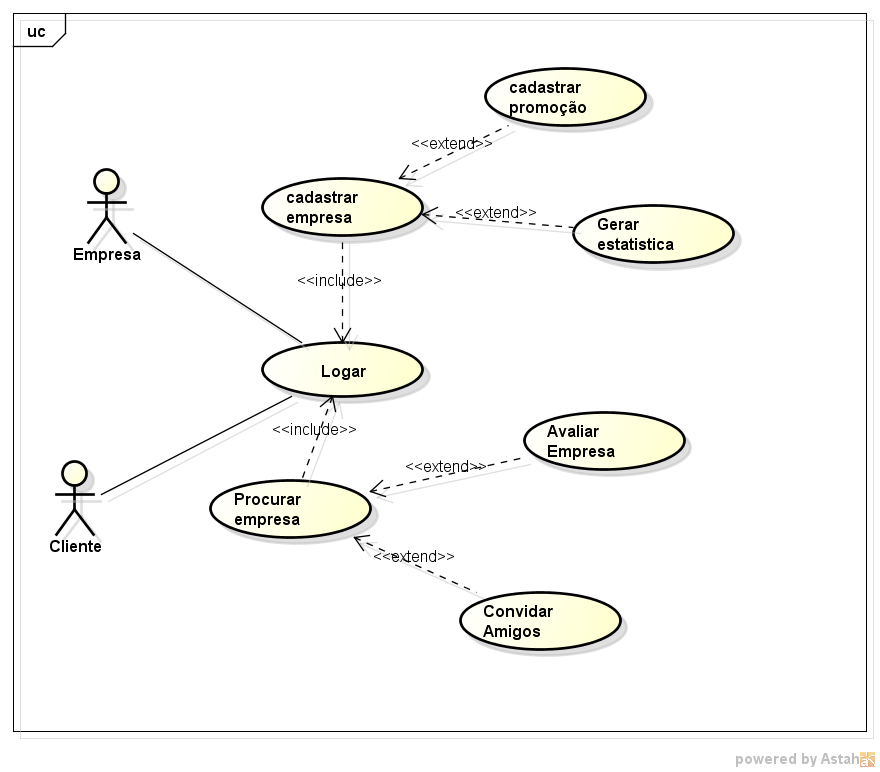 uc
cadastrar
promoção
<<extend>>
cadastrar
empresa
<<extend>>
Gerar
estatistica
Empresa
<<include>>
Logar
<<include>>
Avaliar
Empresa
<<extend>>
Procurar
empresa
Cliente
<<extend>>
Convidar
Amigos
powered by Astah